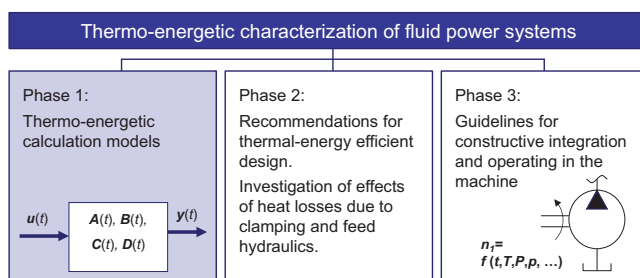 Thermo-energetic characterization of fluid power systems
Phase 1:
Thermo-energetic
calculation models
u(t)
A(t), B(t),
C(t), D(t)
y(t)
Phase 2:
Recommendations for
thermal-energy efficient
design.
Investigation of effects
of heat losses due to
clamping and feed
hydraulics.
Phase 3:
Guidelines for
constructive integration
and operating in the
machine
n₁=
f (t,T,P,p, ...)